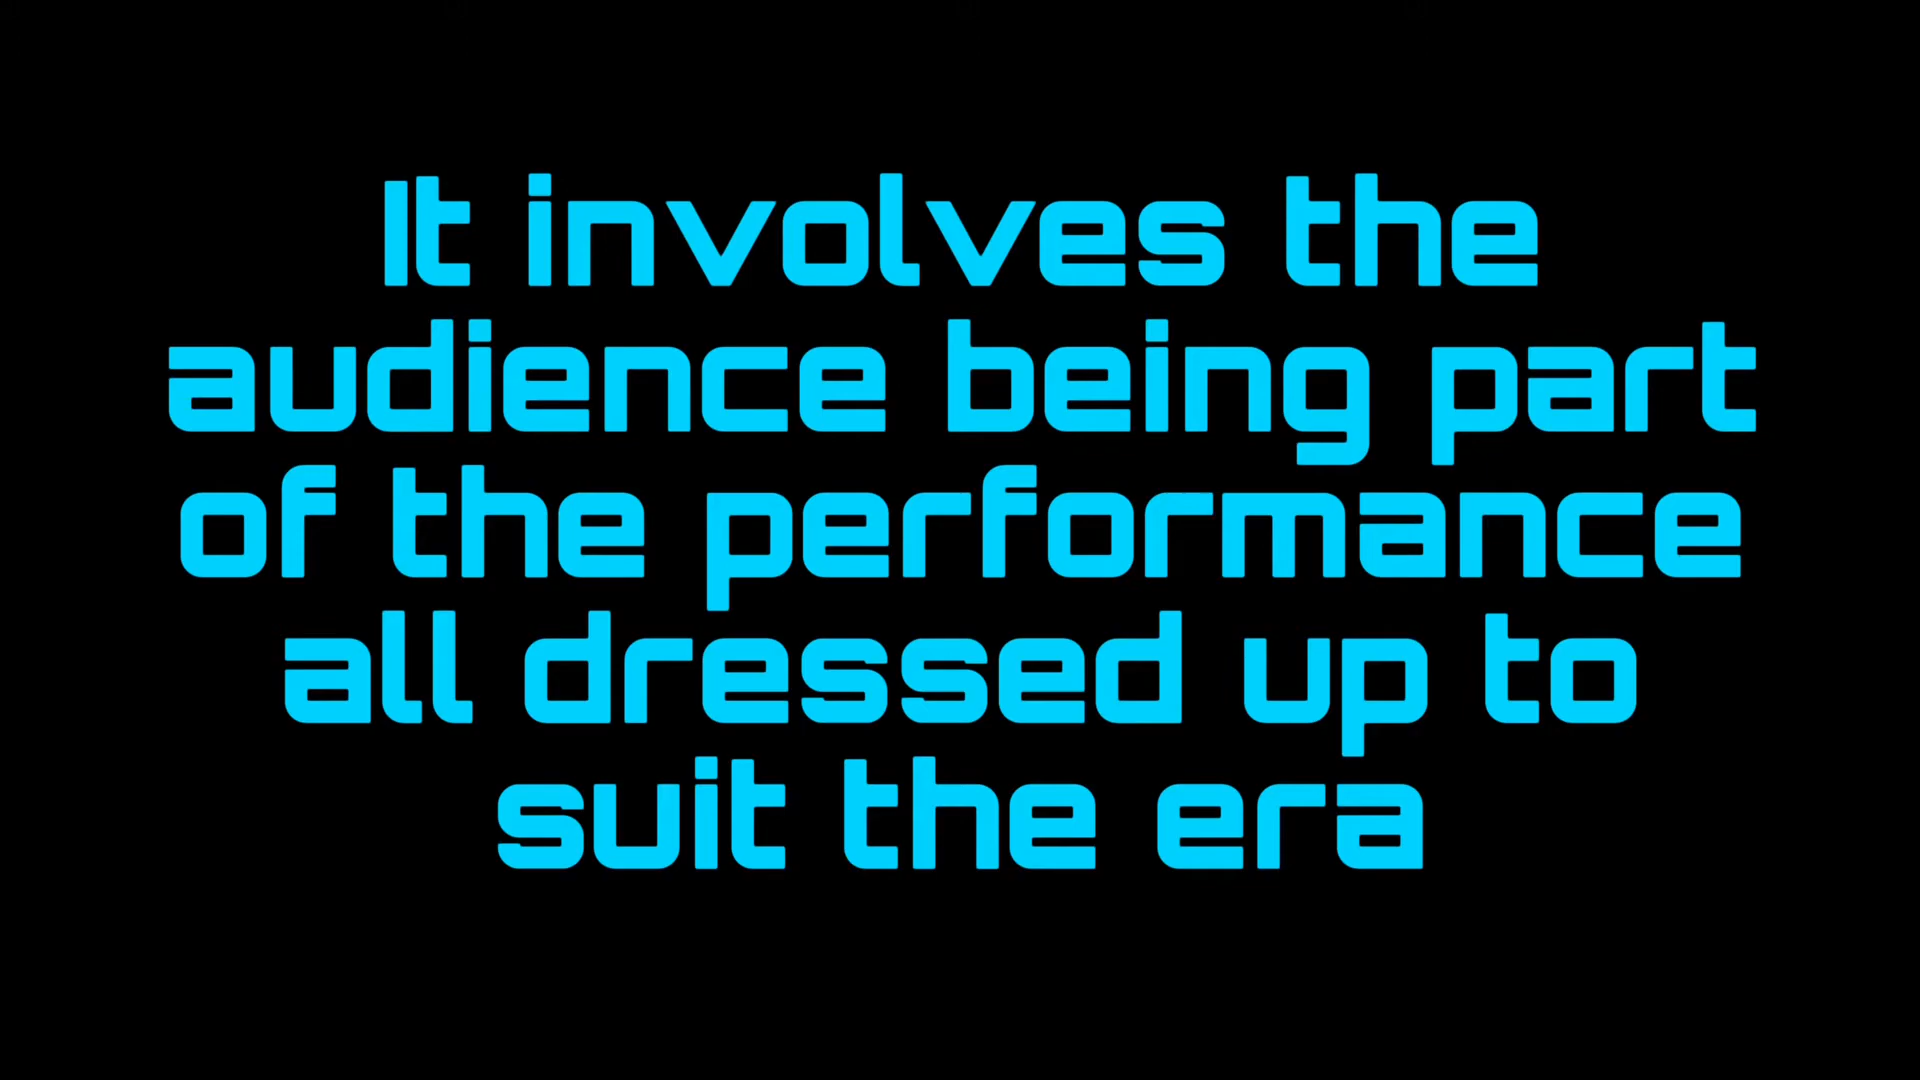 It involves the
audience being part
of the performance
all dressed up to
suit the era